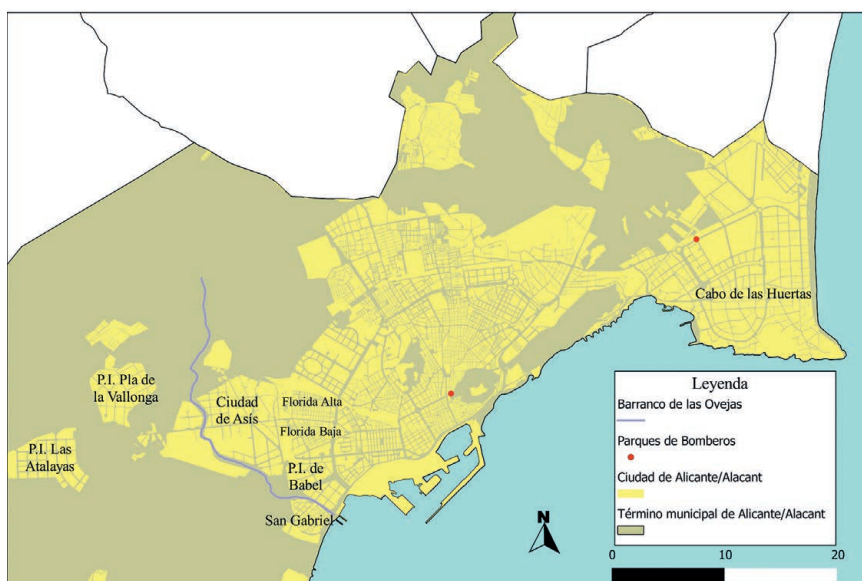 Cabo de las Huertas
P.I. Pla de
la Vallonga
Ciudad
de Asís
Florida Alta
Florida Baja
P.I. Las
Atalayas
P.I. de
Babel
San Gabriel
N
Leyenda
Barranco de las Ovejas
Parques de Bomberos
Ciudad de Alicante/Alacant
Término municipal de Alicante/Alacant
0 10 20